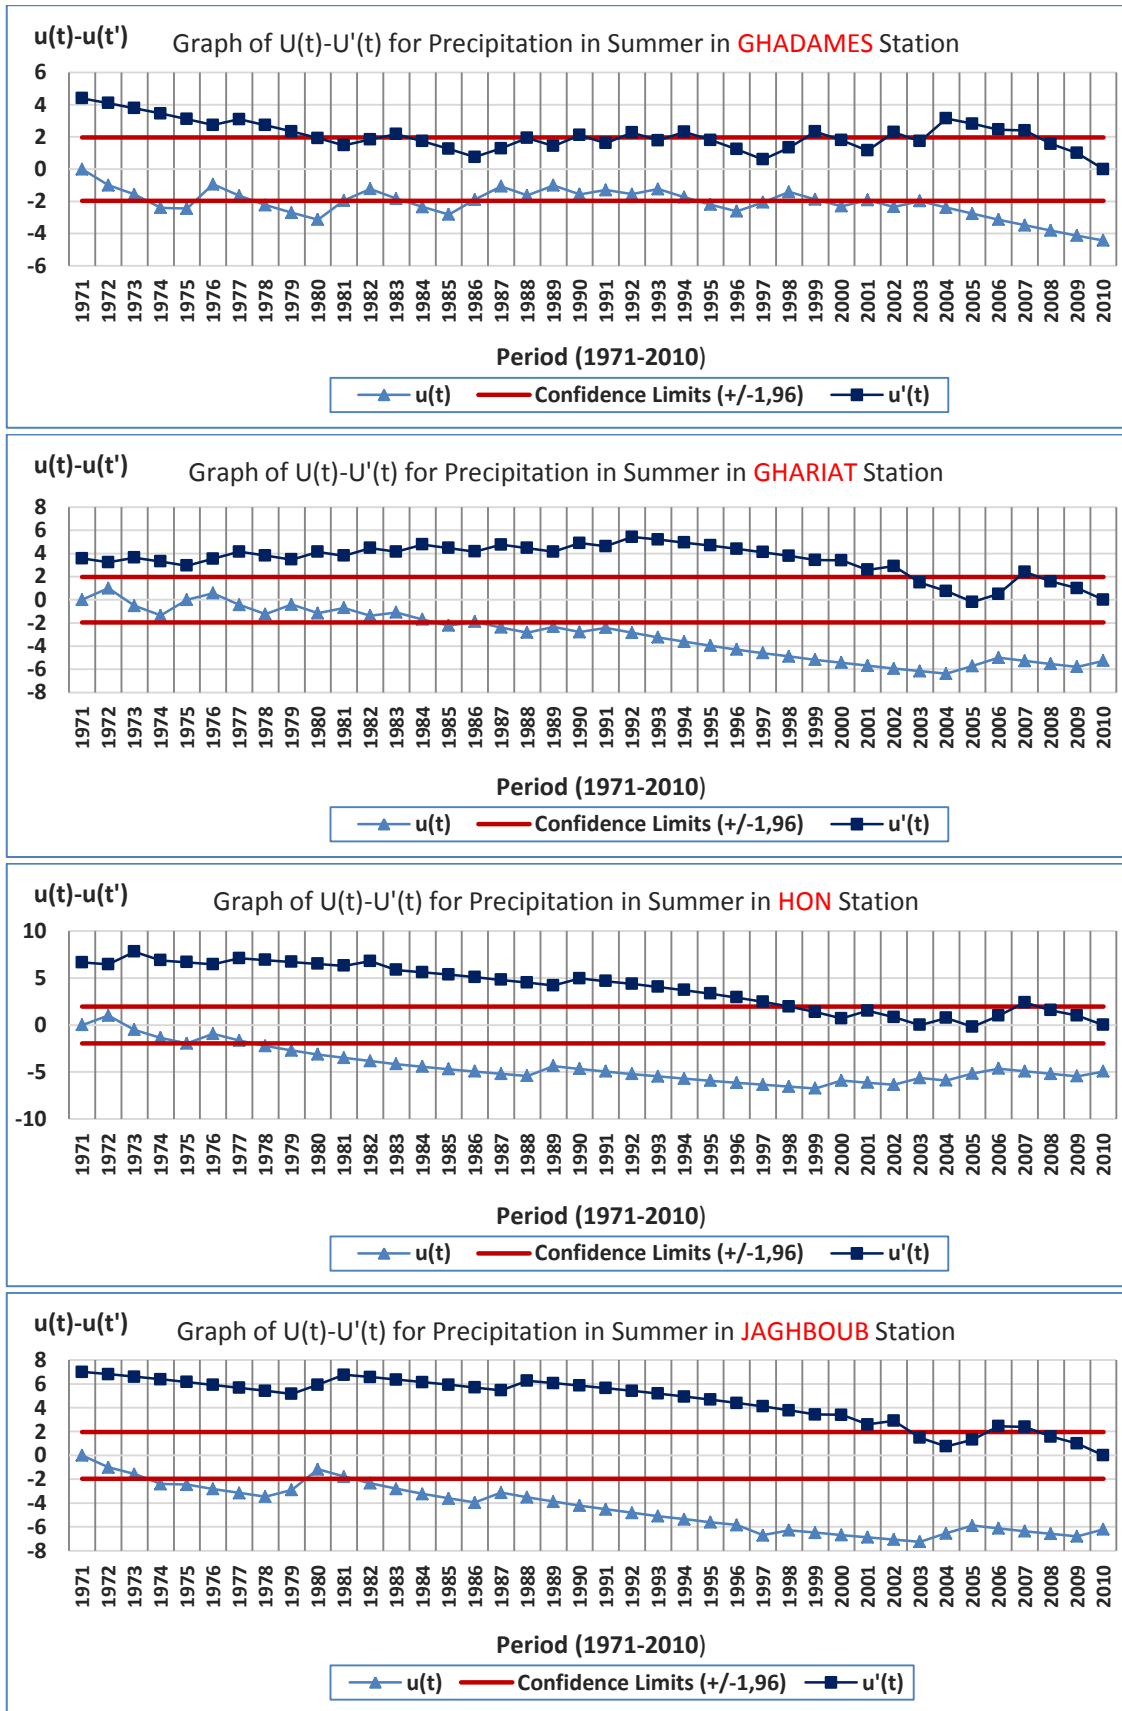 u(t)-u(t')
Graph of U(t)-U'(t) for Precipitation in Summer in GHADAMES Station
6
4
2
0
-2
-4
-6
1971 1972 1973 1974 1975 1976 1977 1978 1979 1980 1981 1982 1983 1984 1985 1986 1987 1988 1989 1990 1991 1992 1993 1994 1995 1996 1997 1998 1999 2000 2001 2002 2003 2004 2005 2006 2007 2008 2009 2010
Period (1971-2010)
u(t) Confidence Limits (+/-1,96) u'(t)
u(t)-u(t')
Graph of U(t)-U'(t) for Precipitation in Summer in GHARIAT Station
8
6
4
2
0
-2
-4
-6
-8
1971 1972 1973 1974 1975 1976 1977 1978 1979 1980 1981 1982 1983 1984 1985 1986 1987 1988 1989 1990 1991 1992 1993 1994 1995 1996 1997 1998 1999 2000 2001 2002 2003 2004 2005 2006 2007 2008 2009 2010
Period (1971-2010)
u(t) Confidence Limits (+/-1,96) u'(t)
u(t)-u(t')
Graph of U(t)-U'(t) for Precipitation in Summer in HON Station
10
5
0
-5
-10
1971 1972 1973 1974 1975 1976 1977 1978 1979 1980 1981 1982 1983 1984 1985 1986 1987 1988 1989 1990 1991 1992 1993 1994 1995 1996 1997 1998 1999 2000 2001 2002 2003 2004 2005 2006 2007 2008 2009 2010
Period (1971-2010)
u(t) Confidence Limits (+/-1,96) u'(t)
u(t)-u(t')
Graph of U(t)-U'(t) for Precipitation in Summer in JAGHBOUB Station
8
6
4
2
0
-2
-4
-6
-8
1971 1972 1973 1974 1975 1976 1977 1978 1979 1980 1981 1982 1983 1984 1985 1986 1987 1988 1989 1990 1991 1992 1993 1994 1995 1996 1997 1998 1999 2000 2001 2002 2003 2004 2005 2006 2007 2008 2009 2010
Period (1971-2010)
u(t) Confidence Limits (+/-1,96) u'(t)